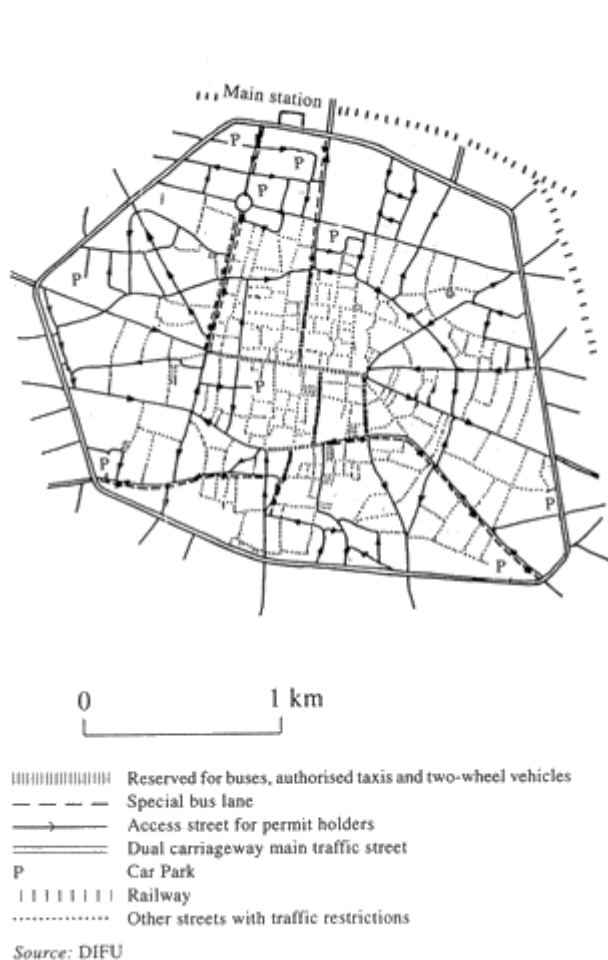 Main station
P
P
P
P
P
P
P
P
P
0 1 km
Reserved for buses, authorised taxis and two-wheel vehicles
Special bus lane
Access street for permit holders
Dual carriageway main traffic street
P Car Park
Railway
Other streets with traffic restrictions
Source: DIFU